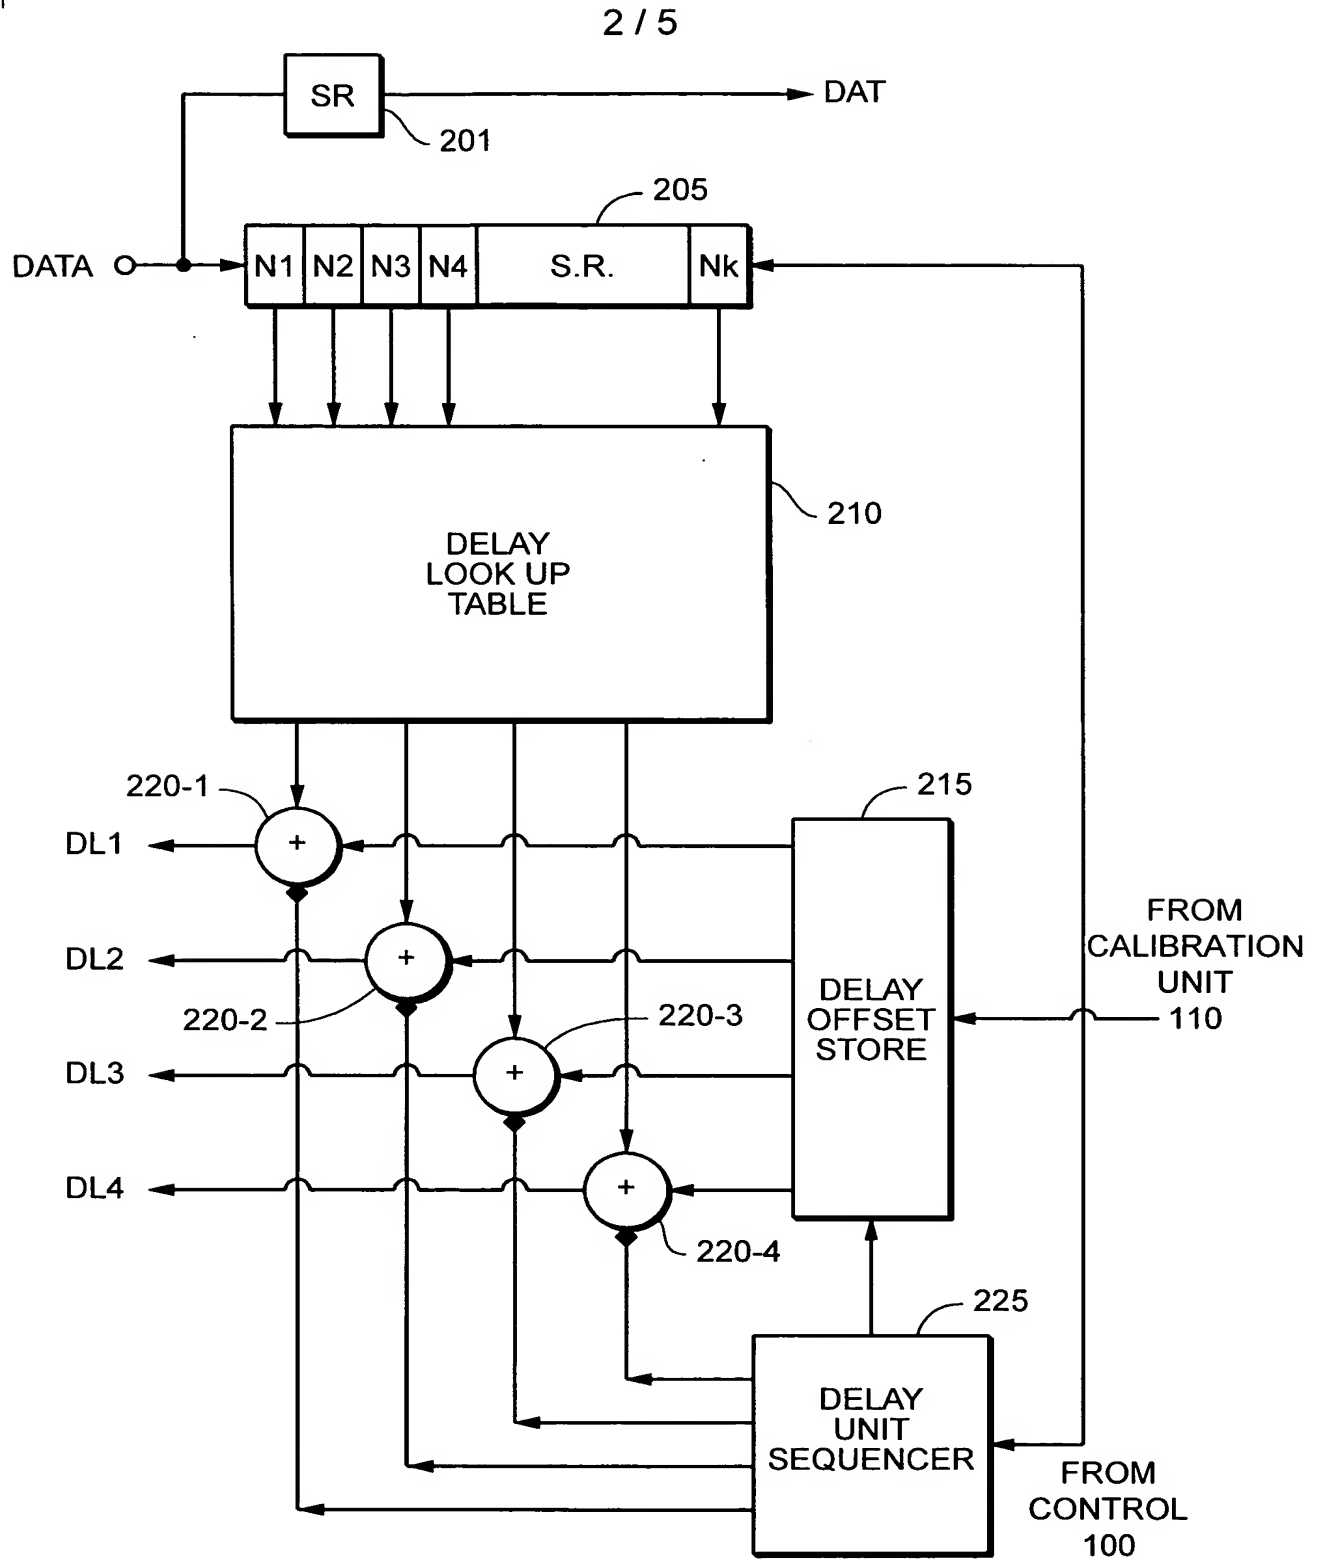 2 / 5
SR
DAT
201
205
DATA
N1 N2 N3 N4 S.R. Nk
210
DELAY
LOOK UP
TABLE
220-1
215
DL1
+
FROM
CALIBRATION
UNIT
110
DL2
+
220-2
DELAY
OFFSET
STORE
220-3
DL3
+
DL4
+
220-4
225
DELAY
UNIT
SEQUENCER
FROM
CONTROL
100